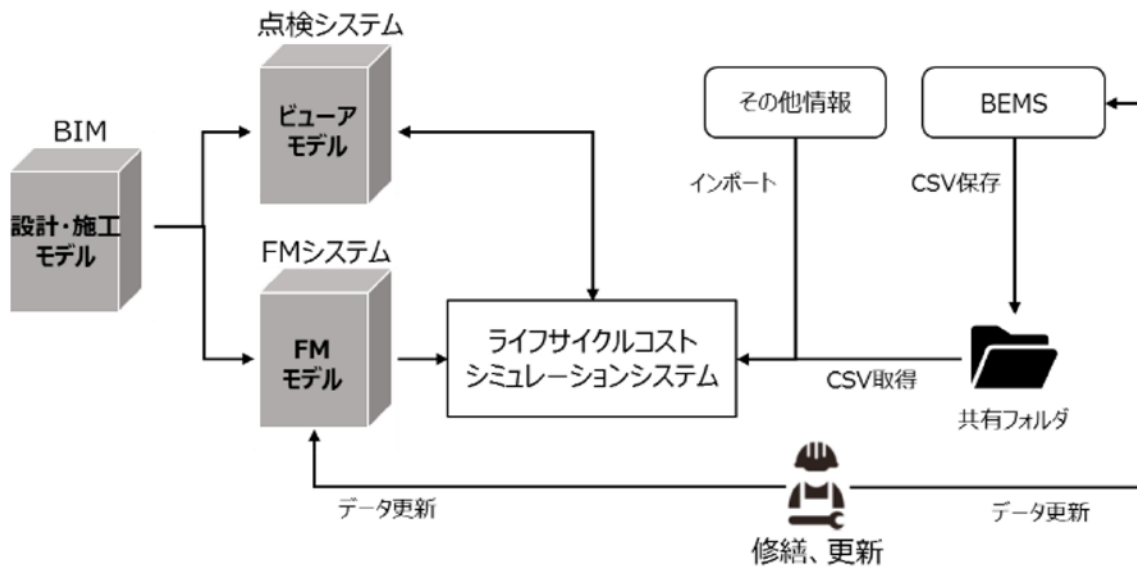 点検システム
ビューア
モデル
その他情報
BEMS
BIM
設計・施工
モデル
インポート
CSV保存
FMシステム
FM
モデル
ライフサイクルコスト
シミュレーションシステム
CSV取得
共有フォルダ
データ更新
データ更新
修繕、更新